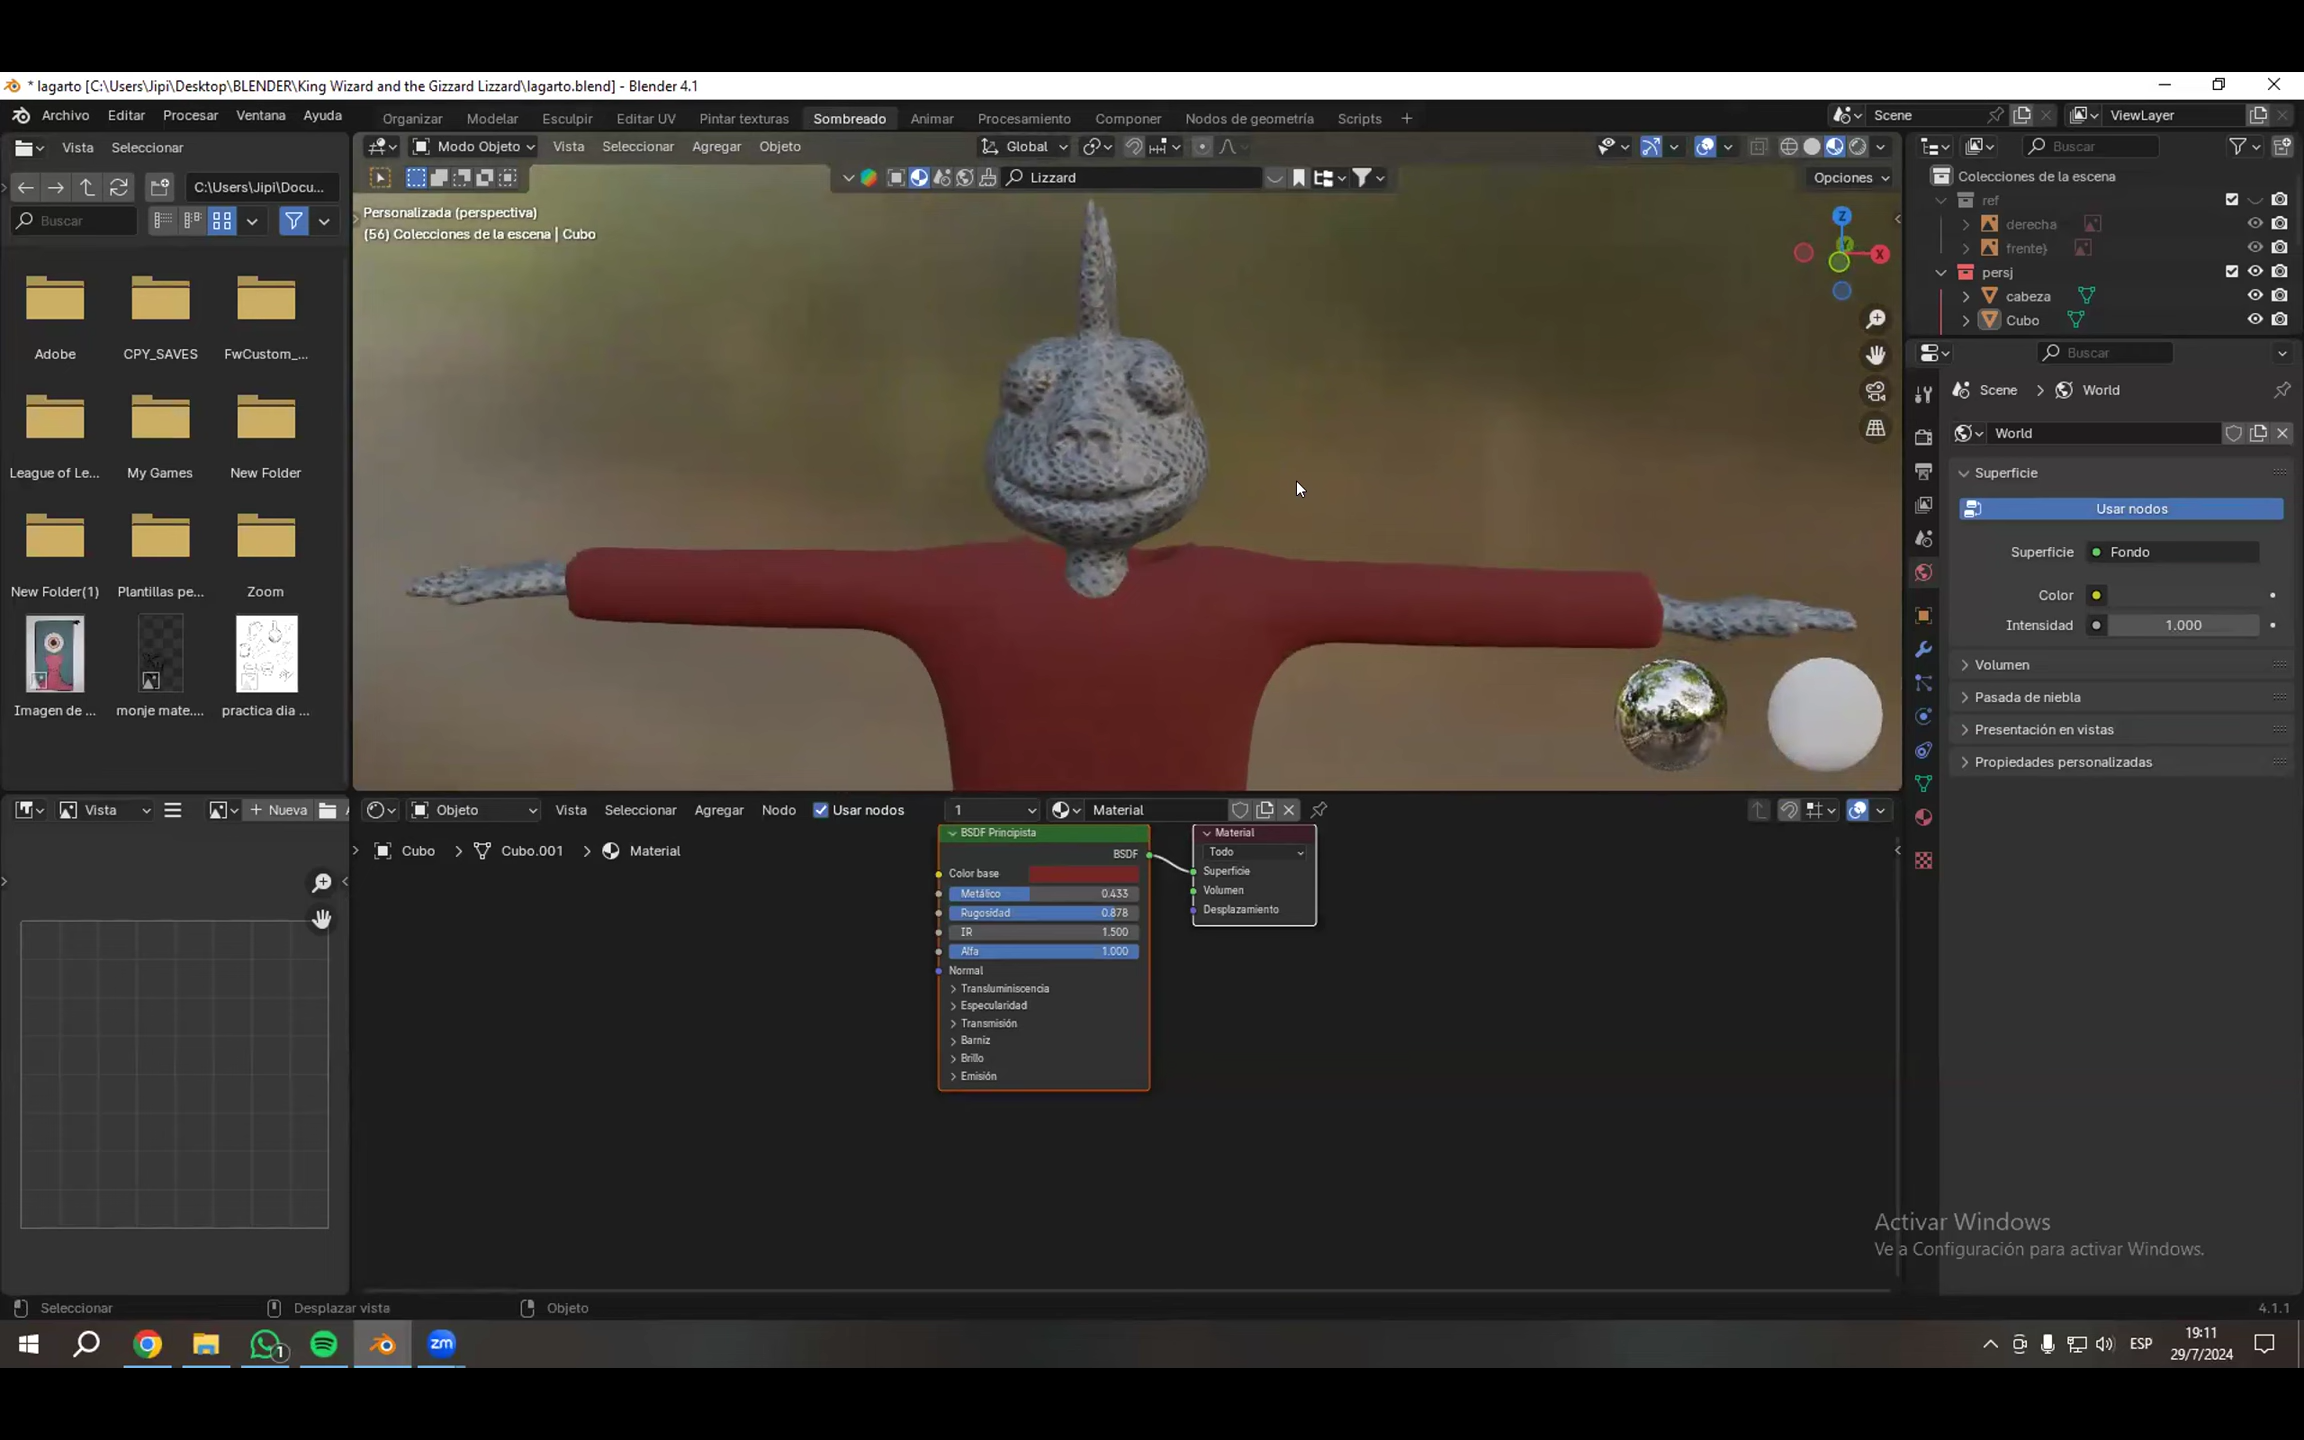 * lagarto [C:\Users\Jipi\Desktop\BLENDER\King Wizard and the Gizzard Lizzard\lagarto.blend] - Blender 4.1
Archivo Editar Procesar Ventana Ayuda
Organizar Modelar Esculpir Editar UV Pintar texturas Sombreado Animar Procesamiento Componer Nodos de geometría Scripts +
Scene ViewLayer
Vista Seleccionar
Modo Objeto Vista Seleccionar Agregar Objeto
Global
Buscar
C:\Users\Jipi\Docu...
Buscar
Lizzard
Opciones
Personalizada (perspectiva)
(56) Colecciones de la escena | Cubo
Z
X
Colecciones de la escena
ref
derecha
frente}
persj
cabeza
Cubo
Adobe CPY_SAVES FwCustom_...
League of Le... My Games New Folder
New Folder(1) Plantillas pe... Zoom
Imagen de ... monje mate.... practica dia ...
Buscar
Scene > World
World
Superficie
Usar nodos
Superficie Fondo
Color
Intensidad 1.000
Volumen
Pasada de niebla
Presentación en vistas
Propiedades personalizadas
Vista + Nueva
Objeto Vista Seleccionar Agregar Nodo Usar nodos 1 Material
Cubo > Cubo.001 > Material
BSDF Principista
BSDF
Color base
Metálico 0.433
Rugosidad 0.878
IR 1.500
Alfa 1.000
Normal
Transluminiscencia
Especularidad
Transmisión
Barniz
Brillo
Emisión
Material
Todo
Superficie
Volumen
Desplazamiento
Activar Windows
Ve a Configuración para activar Windows.
Seleccionar Desplazar vista Objeto 4.1.1
1
zm
ESP
19:11
29/7/2024